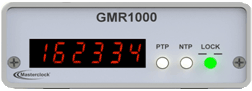 GMR1000
162334 PTP NTP LOCK
Masterclock